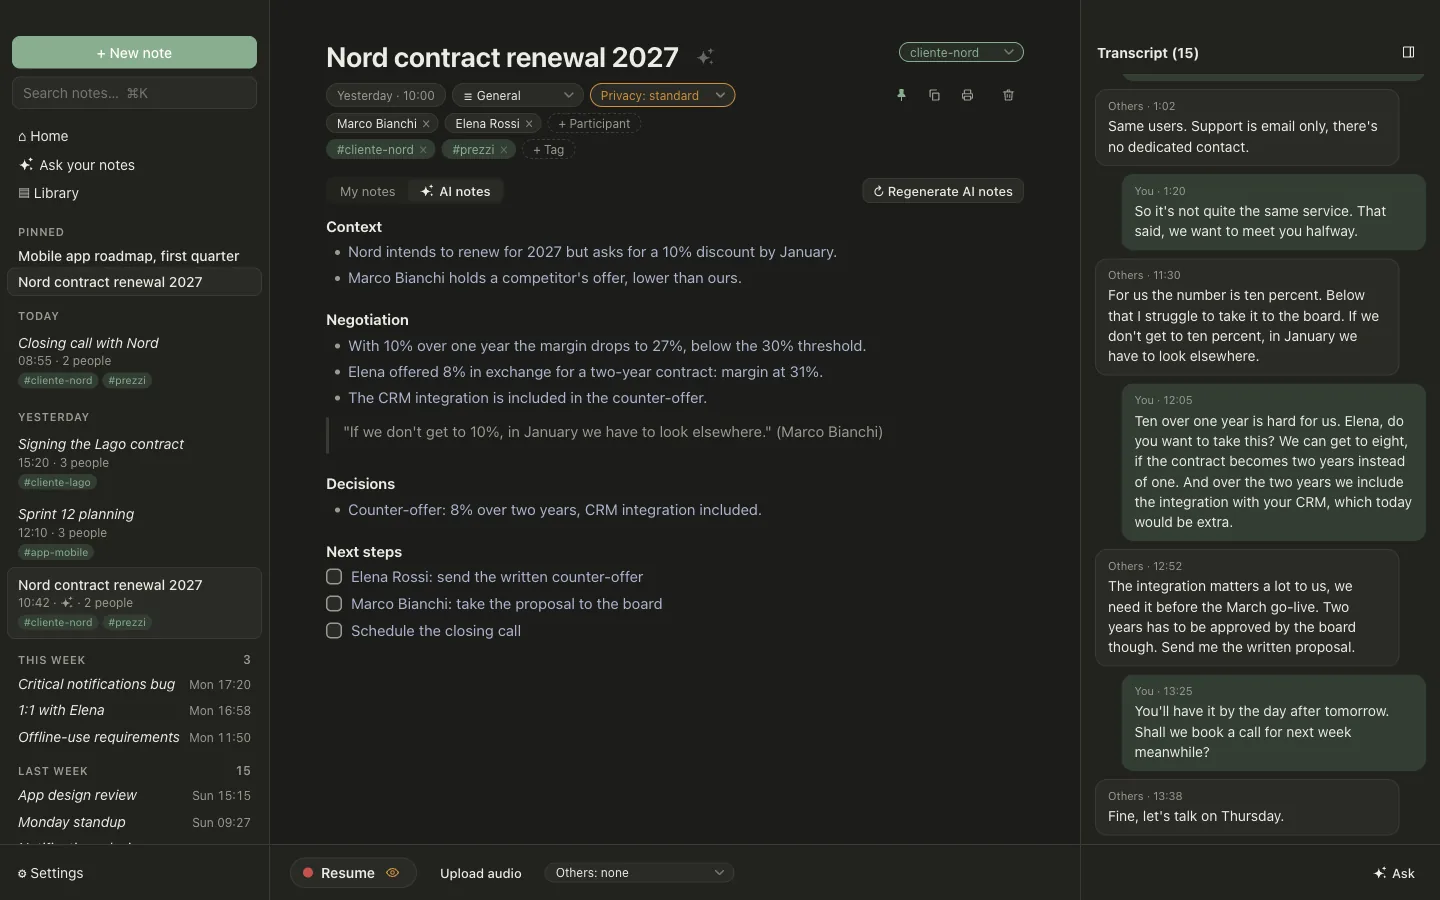 + New note
Search notes... ⌘K
Home
Ask your notes
Library
PINNED
Mobile app roadmap, first quarter
Nord contract renewal 2027
TODAY
Closing call with Nord
08:55 · 2 people
#cliente-nord #prezzi
YESTERDAY
Signing the Lago contract
15:20 · 3 people
#cliente-lago
Sprint 12 planning
12:10 · 3 people
#app-mobile
Nord contract renewal 2027
10:42 · 2 people
#cliente-nord #prezzi
THIS WEEK 3
Critical notifications bug Mon 17:20
1:1 with Elena Mon 16:58
Offline-use requirements Mon 11:50
LAST WEEK 15
App design review Sun 15:15
Monday standup Sun 09:27
Settings
Nord contract renewal 2027
cliente-nord
Yesterday · 10:00 General Privacy: standard
Marco Bianchi × Elena Rossi × + Participant
#cliente-nord × #prezzi × + Tag
My notes AI notes Regenerate AI notes
Context
• Nord intends to renew for 2027 but asks for a 10% discount by January.
• Marco Bianchi holds a competitor's offer, lower than ours.
Negotiation
• With 10% over one year the margin drops to 27%, below the 30% threshold.
• Elena offered 8% in exchange for a two-year contract: margin at 31%.
• The CRM integration is included in the counter-offer.
"If we don't get to 10%, in January we have to look elsewhere." (Marco Bianchi)
Decisions
• Counter-offer: 8% over two years, CRM integration included.
Next steps
Elena Rossi: send the written counter-offer
Marco Bianchi: take the proposal to the board
Schedule the closing call
Resume Upload audio Others: none
Transcript (15)
Others · 1:02
Same users. Support is email only, there's
no dedicated contact.
You · 1:20
So it's not quite the same service. That
said, we want to meet you halfway.
Others · 11:30
For us the number is ten percent. Below
that I struggle to take it to the board. If we
don't get to ten percent, in January we
have to look elsewhere.
You · 12:05
Ten over one year is hard for us. Elena, do
you want to take this? We can get to eight,
if the contract becomes two years instead
of one. And over the two years we include
the integration with your CRM, which today
would be extra.
Others · 12:52
The integration matters a lot to us, we
need it before the March go-live. Two
years has to be approved by the board
though. Send me the written proposal.
You · 13:25
You'll have it by the day after tomorrow.
Shall we book a call for next week
meanwhile?
Others · 13:38
Fine, let's talk on Thursday.
Ask